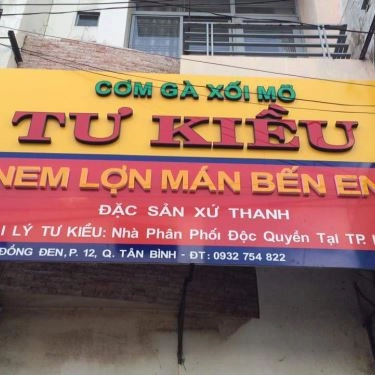 CƠM GÀ XỐI MỠ
TƯ KIỀU
NEM LỢN MÁN BẾN EN
ĐẶC SẢN XỨ THANH
I LÝ TƯ KIỀU: Nhà Phân Phối Độc Quyền Tại TP.
ĐỒNG ĐEN, P. 12, Q. TÂN BÌNH - ĐT: 0932 754 822